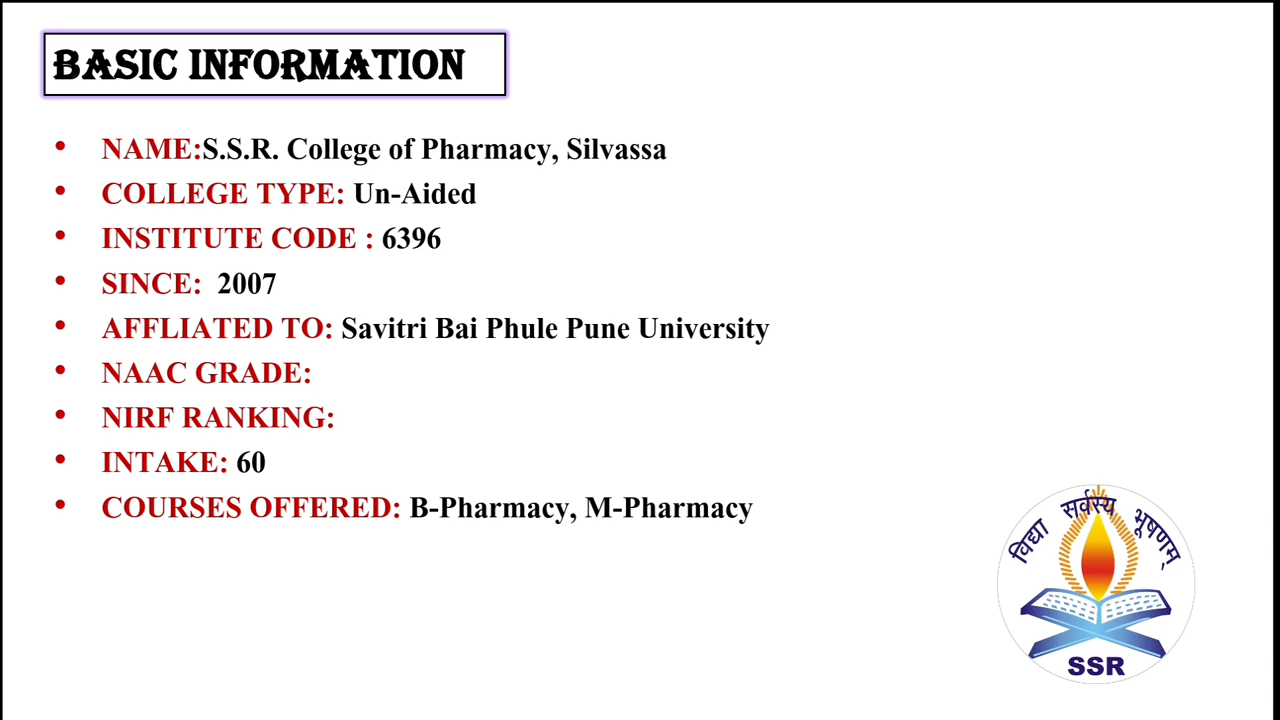 BASIC INFORMATION
• NAME:S.S.R. College of Pharmacy, Silvassa
• COLLEGE TYPE: Un-Aided
• INSTITUTE CODE : 6396
• SINCE: 2007
• AFFLIATED TO: Savitri Bai Phule Pune University
• NAAC GRADE:
• NIRF RANKING:
• INTAKE: 60
• COURSES OFFERED: B-Pharmacy, M-Pharmacy
विद्या सर्वस्य भूषणम्
SSR